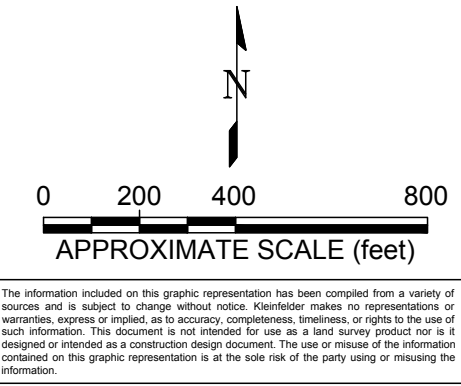 N
0 200 400 800
APPROXIMATE SCALE (feet)
The information included on this graphic representation has been compiled from a variety of
sources and is subject to change without notice. Kleinfelder makes no representations or
warranties, express or implied, as to accuracy, completeness, timeliness, or rights to the use of
such information. This document is not intended for use as a land survey product nor is it
designed or intended as a construction design document. The use or misuse of the information
contained on this graphic representation is at the sole risk of the party using or misusing the
information.